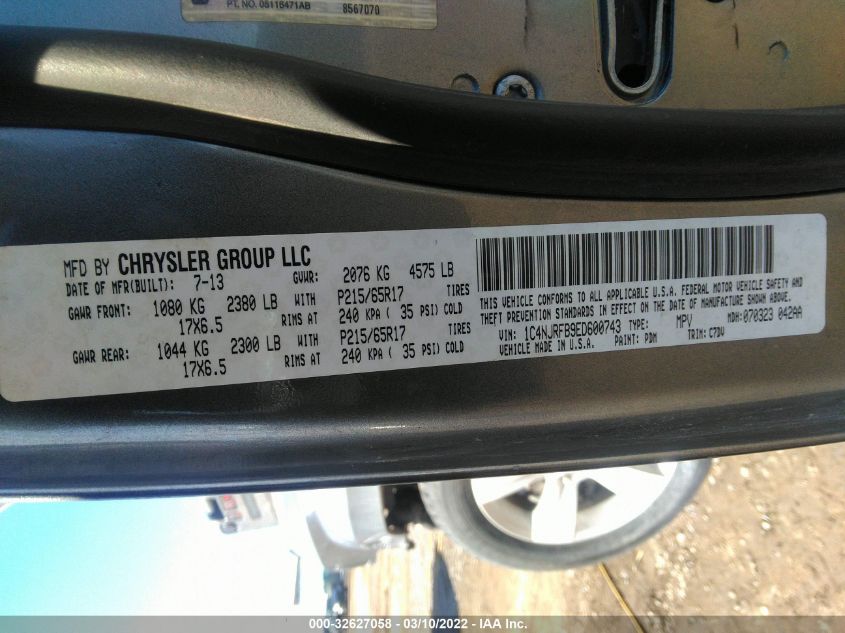 PT. NO. 05116471AB 8567070
MFD BY CHRYSLER GROUP LLC
DATE OF MFR(BUILT): 7-13 GVWR: 2076 KG 4575 LB
GAWR FRONT: 1080 KG 2380 LB WITH P215/65R17 TIRES
17X6.5 RIMS AT 240 KPA ( 35 PSI) COLD
GAWR REAR: 1044 KG 2300 LB WITH P215/65R17 TIRES
17X6.5 RIMS AT 240 KPA ( 35 PSI) COLD
THIS VEHICLE CONFORMS TO ALL APPLICABLE U.S.A. FEDERAL MOTOR VEHICLE SAFETY AND
THEFT PREVENTION STANDARDS IN EFFECT ON THE DATE OF MANUFACTURE SHOWN ABOVE.
VIN: 1C4NJRFB9ED600743 TYPE: MPV MDH: 070323 042AA
VEHICLE MADE IN U.S.A. PAINT: PDM TRIM: C7DV
000-32627058 - 03/10/2022 - IAA Inc.